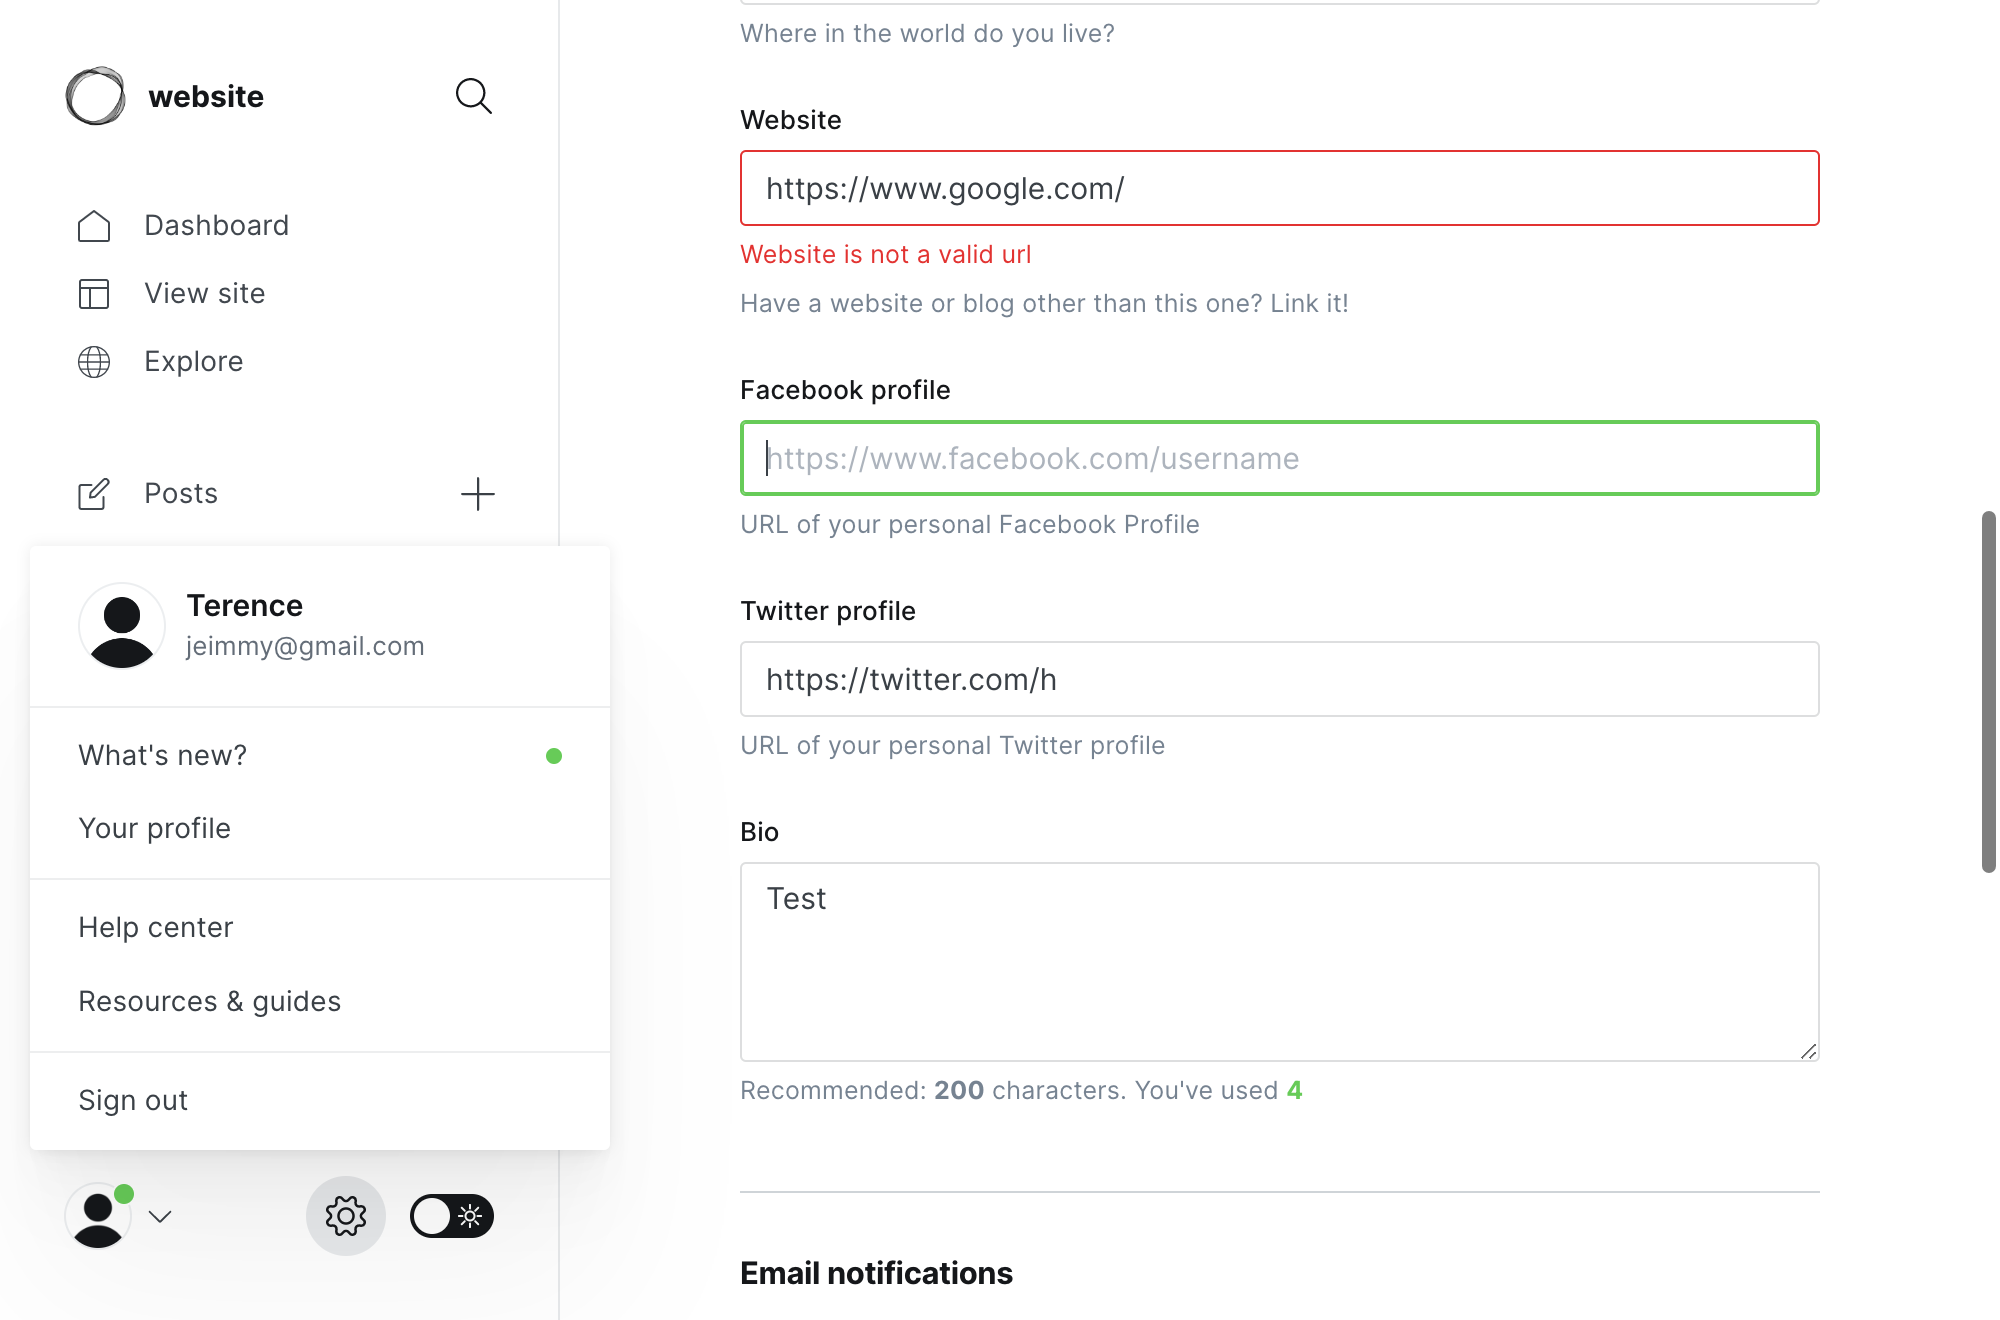 website
Dashboard
View site
Explore
Posts
Terence
jeimmy@gmail.com
What's new?
Your profile
Help center
Resources & guides
Sign out
Where in the world do you live?
Website
https://www.google.com/
Website is not a valid url
Have a website or blog other than this one? Link it!
Facebook profile
https://www.facebook.com/username
URL of your personal Facebook Profile
Twitter profile
https://twitter.com/h
URL of your personal Twitter profile
Bio
Test
Recommended: 200 characters. You've used 4
Email notifications